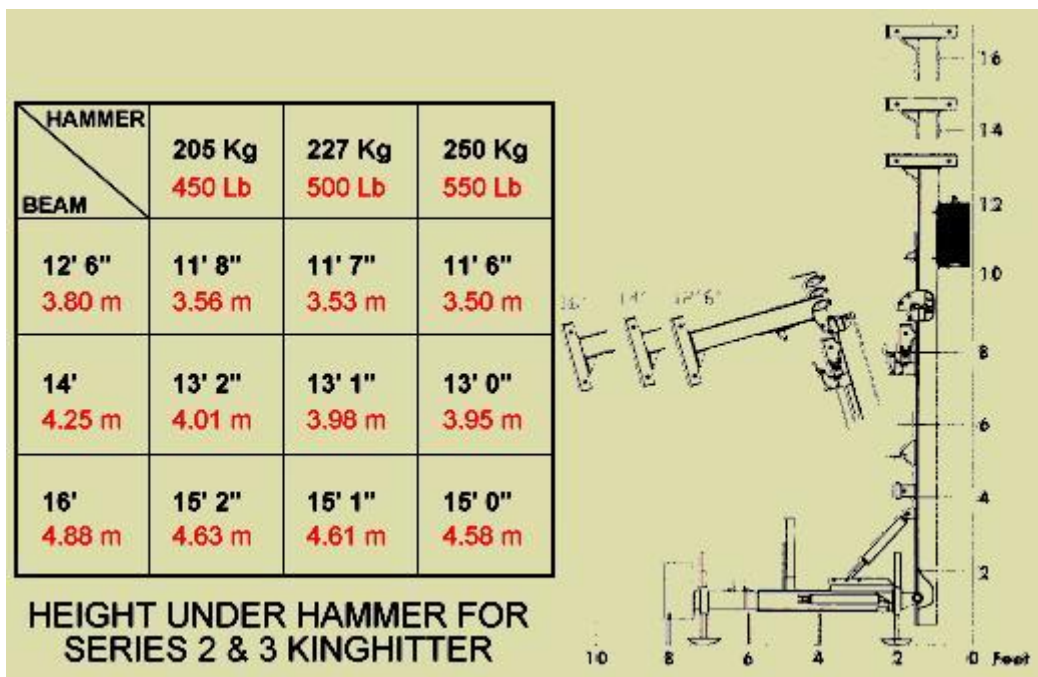 HAMMER
BEAM
205 Kg 227 Kg 250 Kg
450 Lb 500 Lb 550 Lb
12' 6" 11' 8" 11' 7" 11' 6"
3.80 m 3.56 m 3.53 m 3.50 m
14' 13' 2" 13' 1" 13' 0"
4.25 m 4.01 m 3.98 m 3.95 m
16' 15' 2" 15' 1" 15' 0"
4.88 m 4.63 m 4.61 m 4.58 m
HEIGHT UNDER HAMMER FOR
SERIES 2 & 3 KINGHITTER
16' 14' 12'6"
16
14
12
10
8
6
4
2
10 8 6 4 2 0 Feet